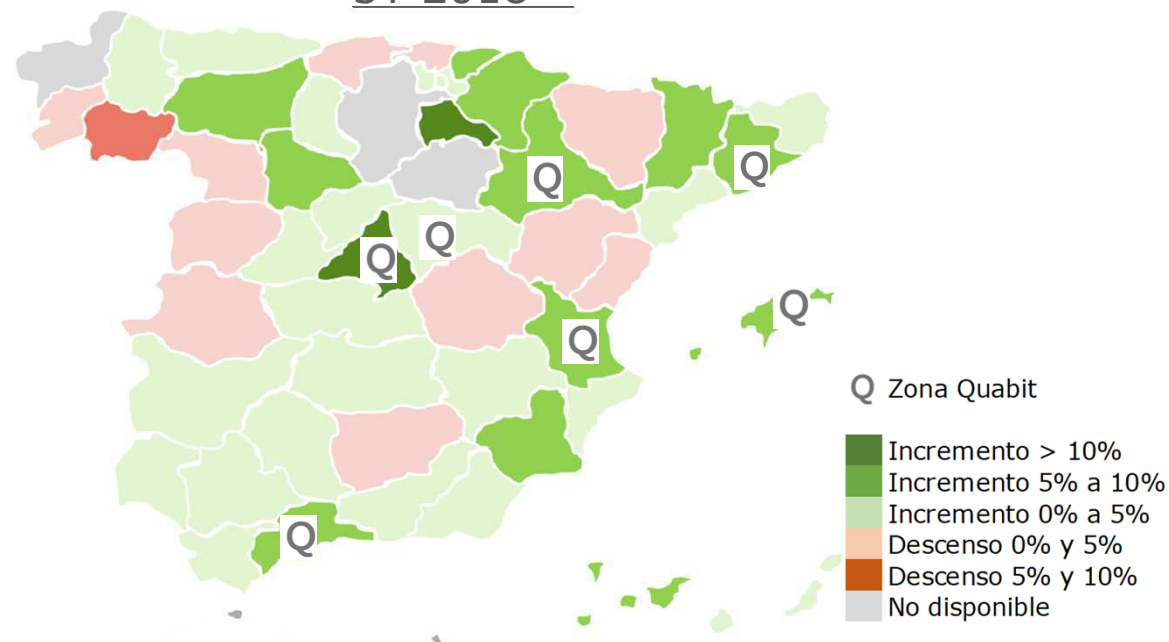 Q
Q
Q
Q
Q
Q
Q
Q Zona Quabit
Incremento > 10%
Incremento 5% a 10%
Incremento 0% a 5%
Descenso 0% y 5%
Descenso 5% y 10%
No disponible